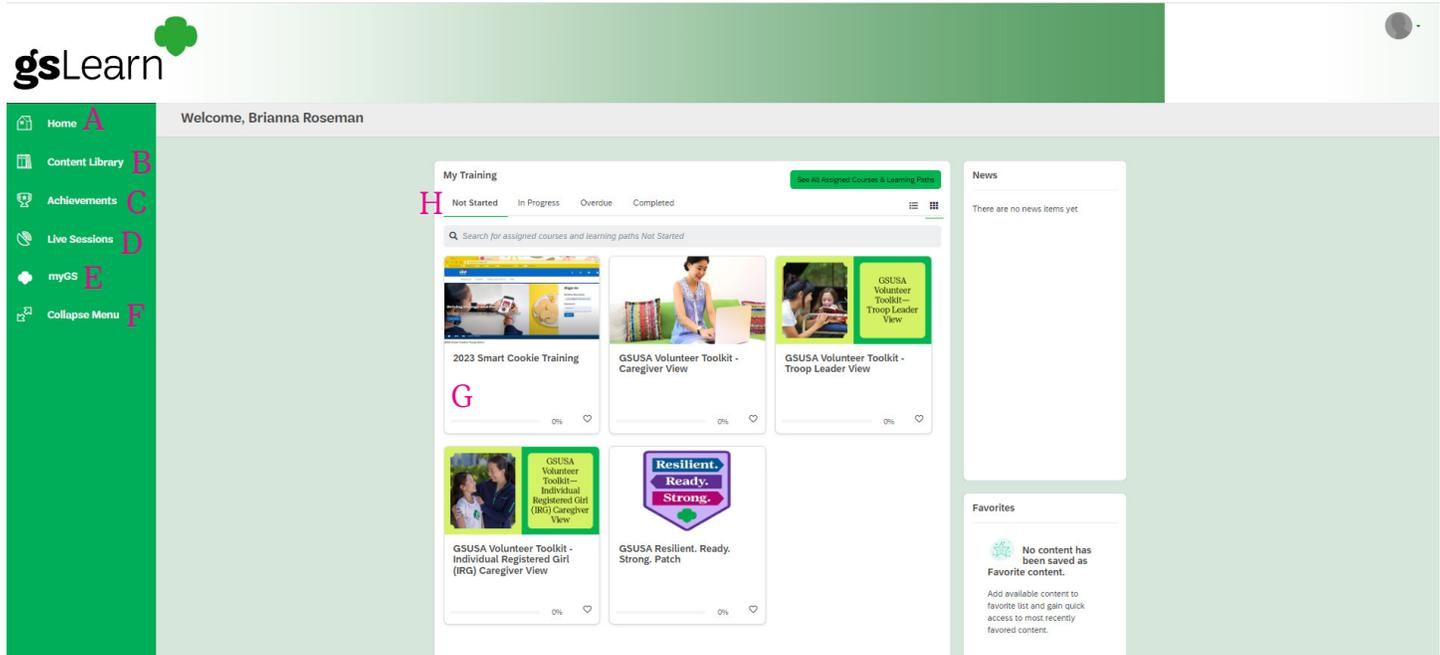 gsLearn
Home A
Content Library B
Achievements C
Live Sessions D
myGS E
Collapse Menu F
Welcome, Brianna Roseman
My Training
See All Assigned Courses & Learning Paths
H Not Started In Progress Overdue Completed
Search for assigned courses and learning paths Not Started
2023 Smart Cookie Training
G
0%
GSUSA Volunteer Toolkit -
Caregiver View
0%
GSUSA
Volunteer
Toolkit—
Troop Leader
View
GSUSA Volunteer Toolkit -
Troop Leader View
0%
GSUSA
Volunteer
Toolkit—
Individual
Registered Girl
(IRG) Caregiver
View
GSUSA Volunteer Toolkit -
Individual Registered Girl
(IRG) Caregiver View
0%
Resilient.
Ready.
Strong.
GSUSA Resilient. Ready.
Strong. Patch
0%
News
There are no news items yet
Favorites
No content has
been saved as
Favorite content.
Add available content to
favorite list and gain quick
access to most recently
favored content.